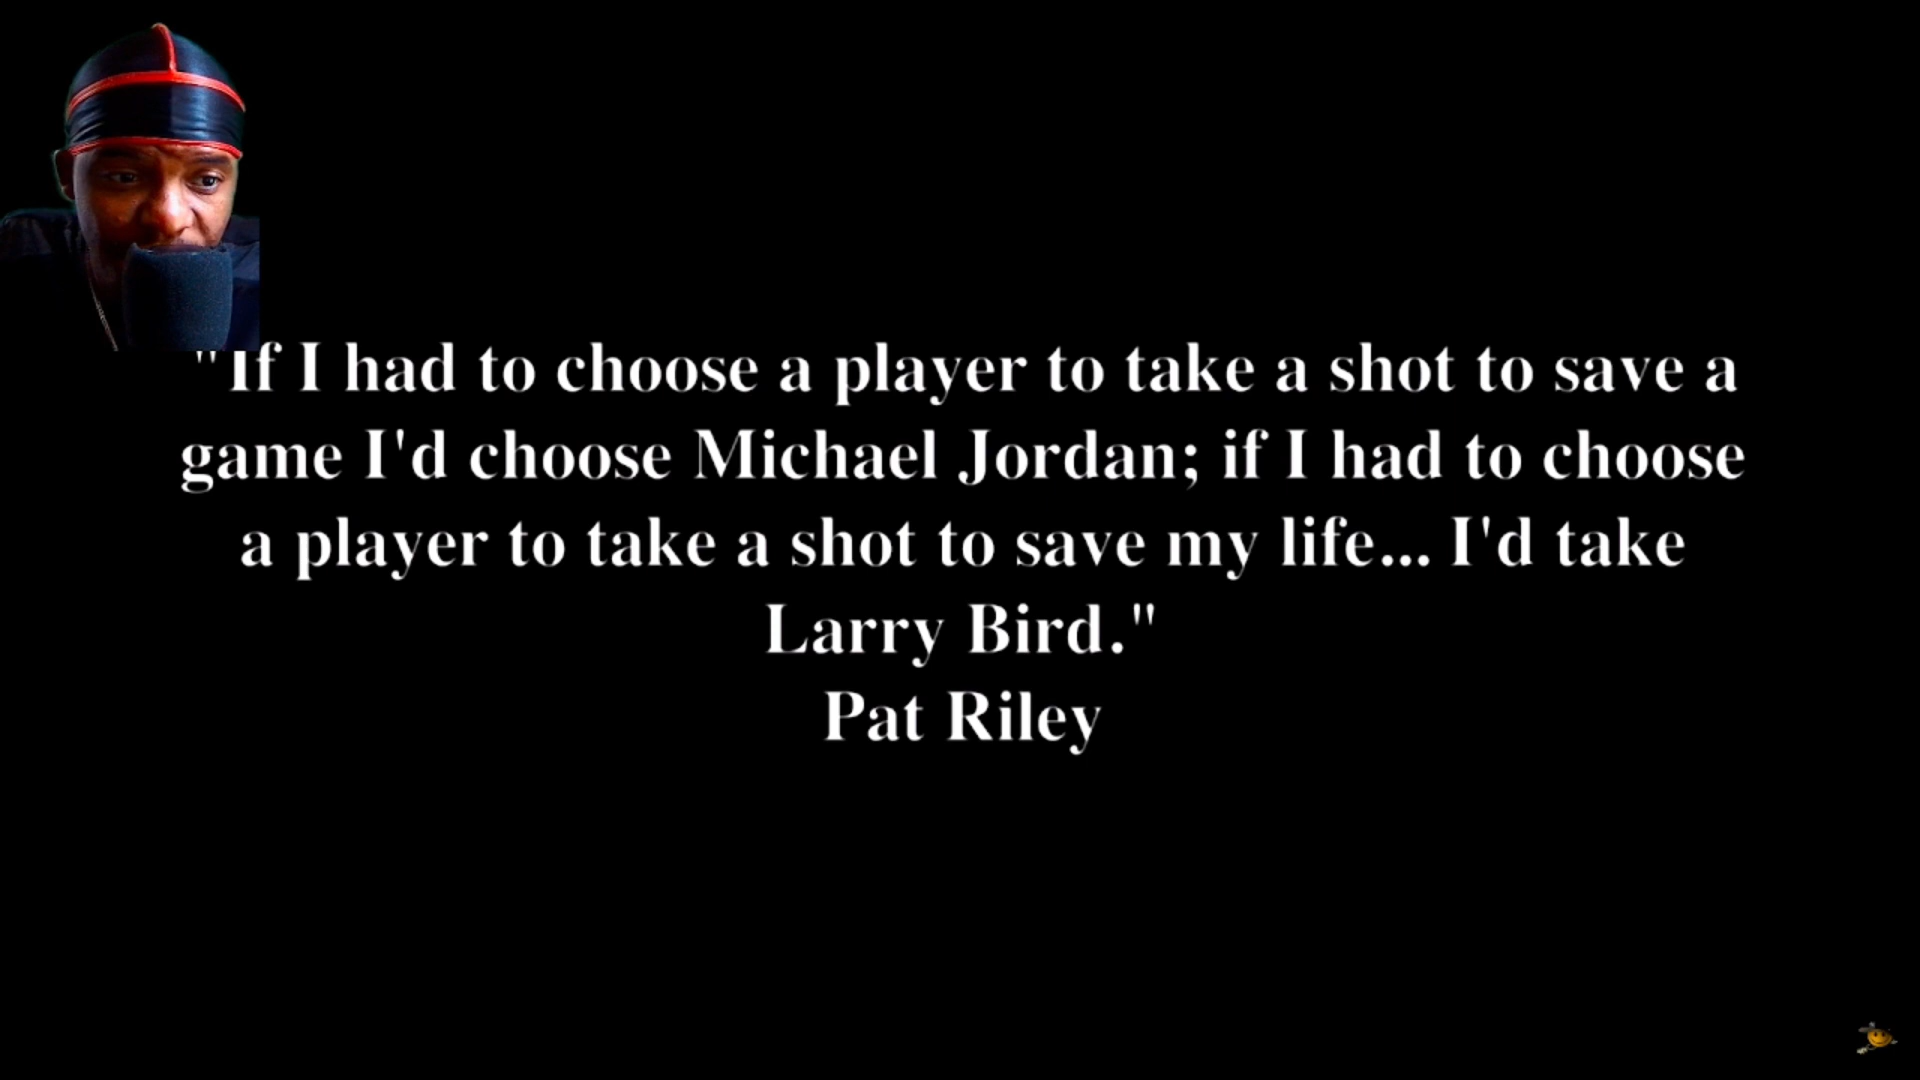 "If I had to choose a player to take a shot to save a
game I'd choose Michael Jordan; if I had to choose
a player to take a shot to save my life... I'd take
Larry Bird."
Pat Riley